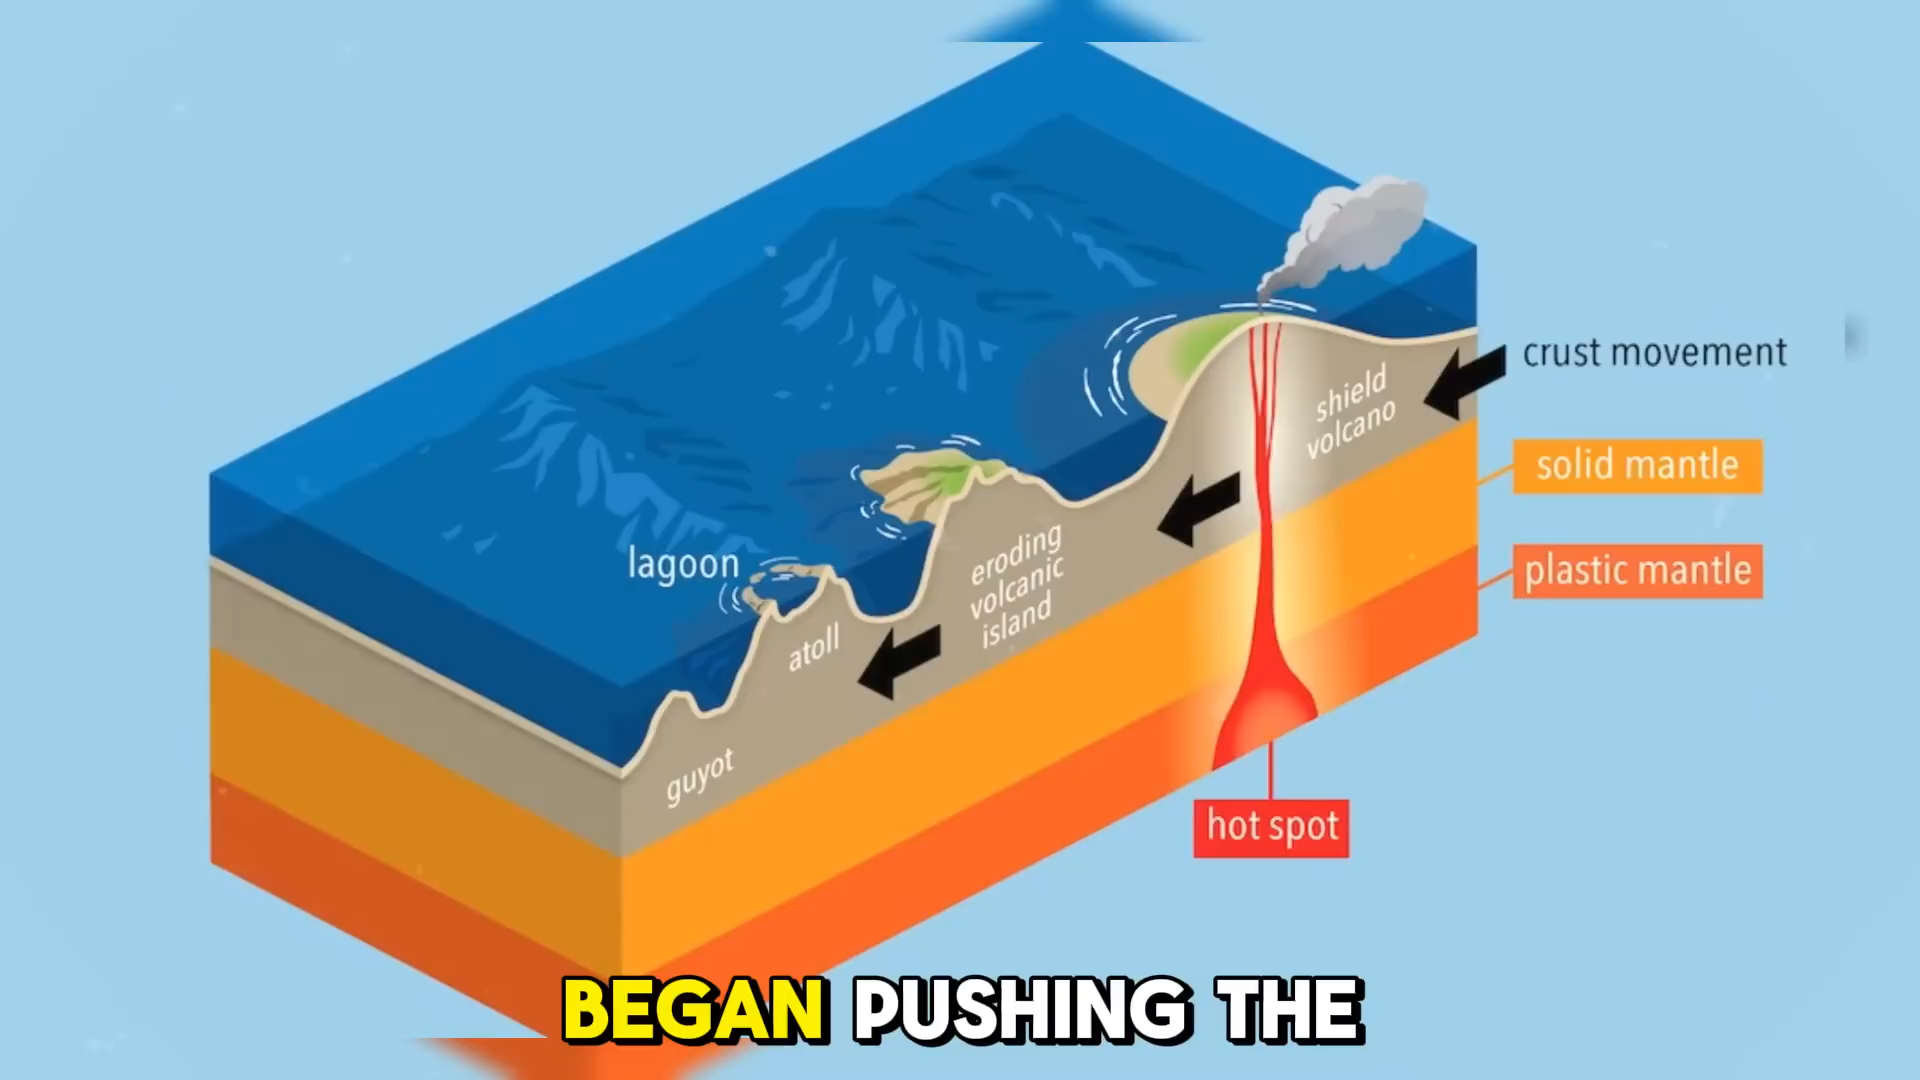 crust movement
shield
volcano
solid mantle
eroding
volcanic
island
lagoon
plastic mantle
atoll
guyot
hot spot
BEGAN PUSHING THE